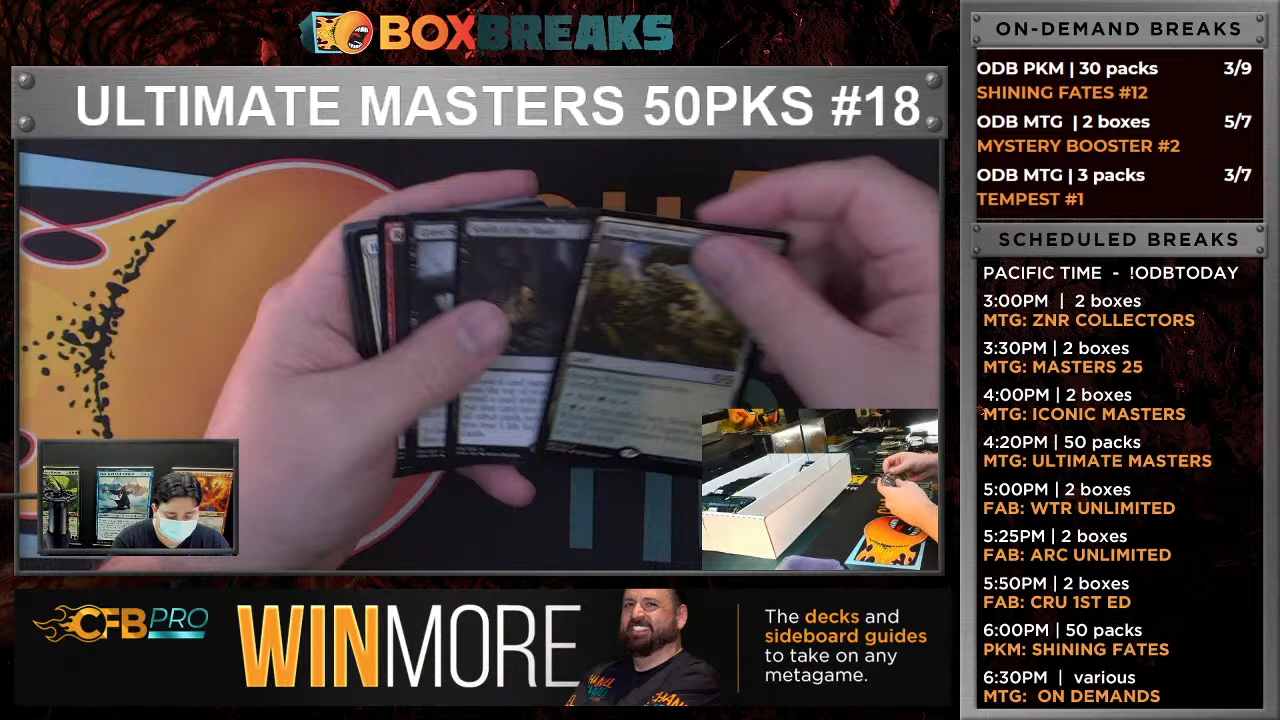 BOXBREAKS
ULTIMATE MASTERS 50PKS #18
CFBPRO
WINMORE
The decks and
sideboard guides
to take on any
metagame.
ON-DEMAND BREAKS
ODB PKM | 30 packs 3/9
SHINING FATES #12
ODB MTG | 2 boxes 5/7
MYSTERY BOOSTER #2
ODB MTG | 3 packs 3/7
TEMPEST #1
SCHEDULED BREAKS
PACIFIC TIME - !ODBTODAY
3:00PM | 2 boxes
MTG: ZNR COLLECTORS
3:30PM | 2 boxes
MTG: MASTERS 25
4:00PM | 2 boxes
MTG: ICONIC MASTERS
4:20PM | 50 packs
MTG: ULTIMATE MASTERS
5:00PM | 2 boxes
FAB: WTR UNLIMITED
5:25PM | 2 boxes
FAB: ARC UNLIMITED
5:50PM | 2 boxes
FAB: CRU 1ST ED
6:00PM | 50 packs
PKM: SHINING FATES
6:30PM | various
MTG: ON DEMANDS